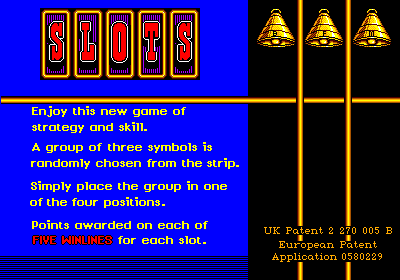 SLOTS
Enjoy this new game of
strategy and skill.
A group of three symbols is
randomly chosen from the strip.
Simply place the group in one
of the four positions.
Points awarded on each of
FIVE WINLINES for each slot.
UK Patent 2 270 005 B
European Patent
Application 0580229